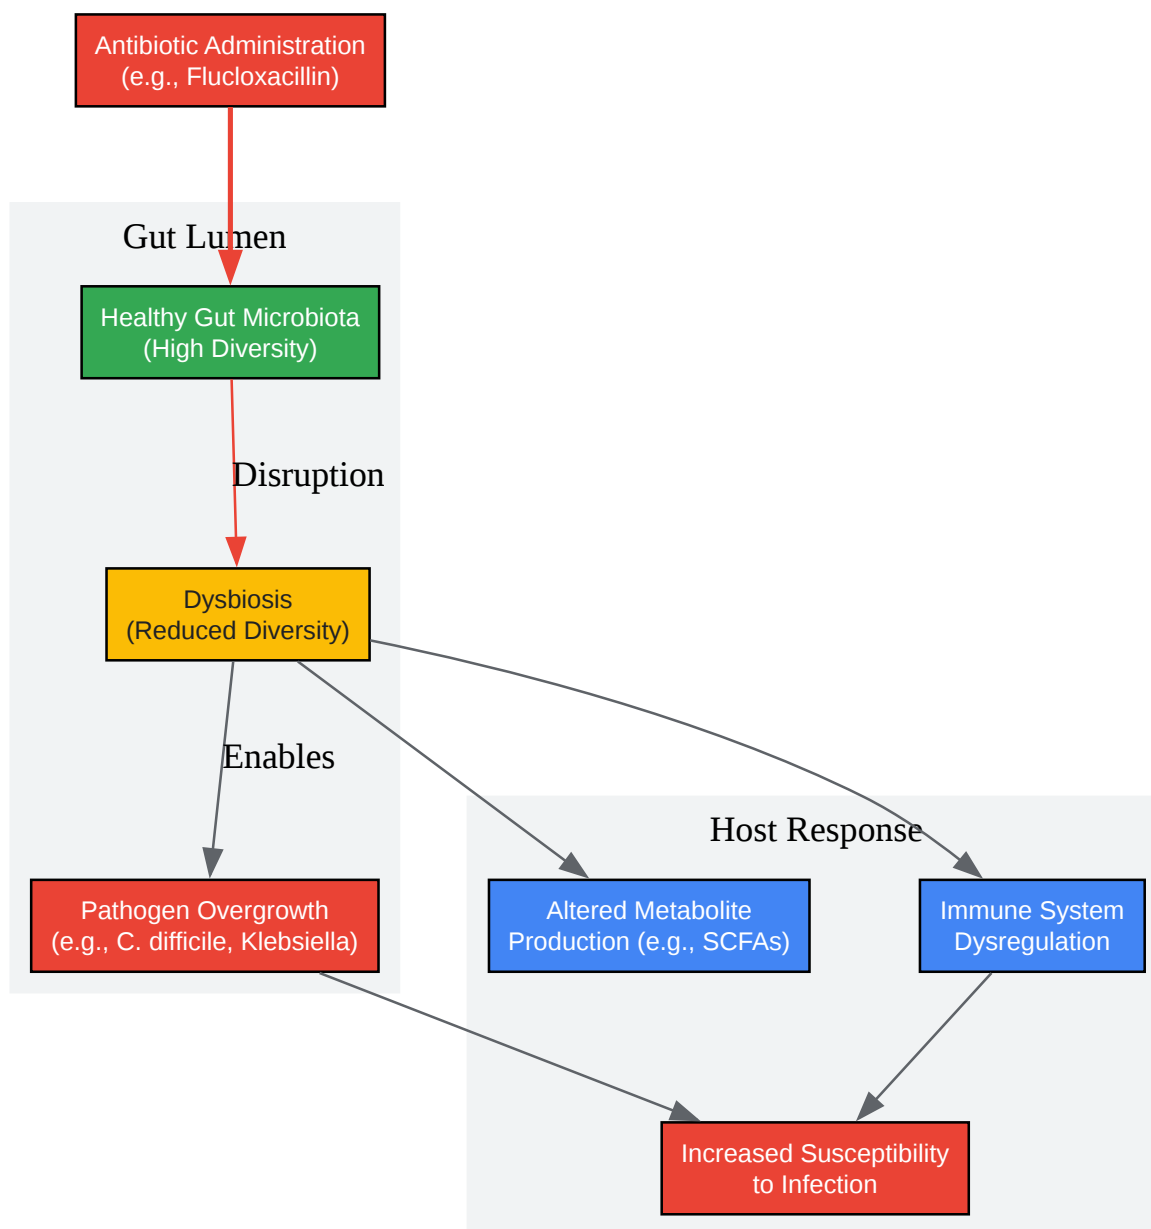 Antibiotic Administration
(e.g., Flucloxacillin)
Gut Lumen
Healthy Gut Microbiota
(High Diversity)
Disruption
Dysbiosis
(Reduced Diversity)
Enables
Host Response
Pathogen Overgrowth
(e.g., C. difficile, Klebsiella)
Altered Metabolite
Production (e.g., SCFAs)
Immune System
Dysregulation
Increased Susceptibility
to Infection